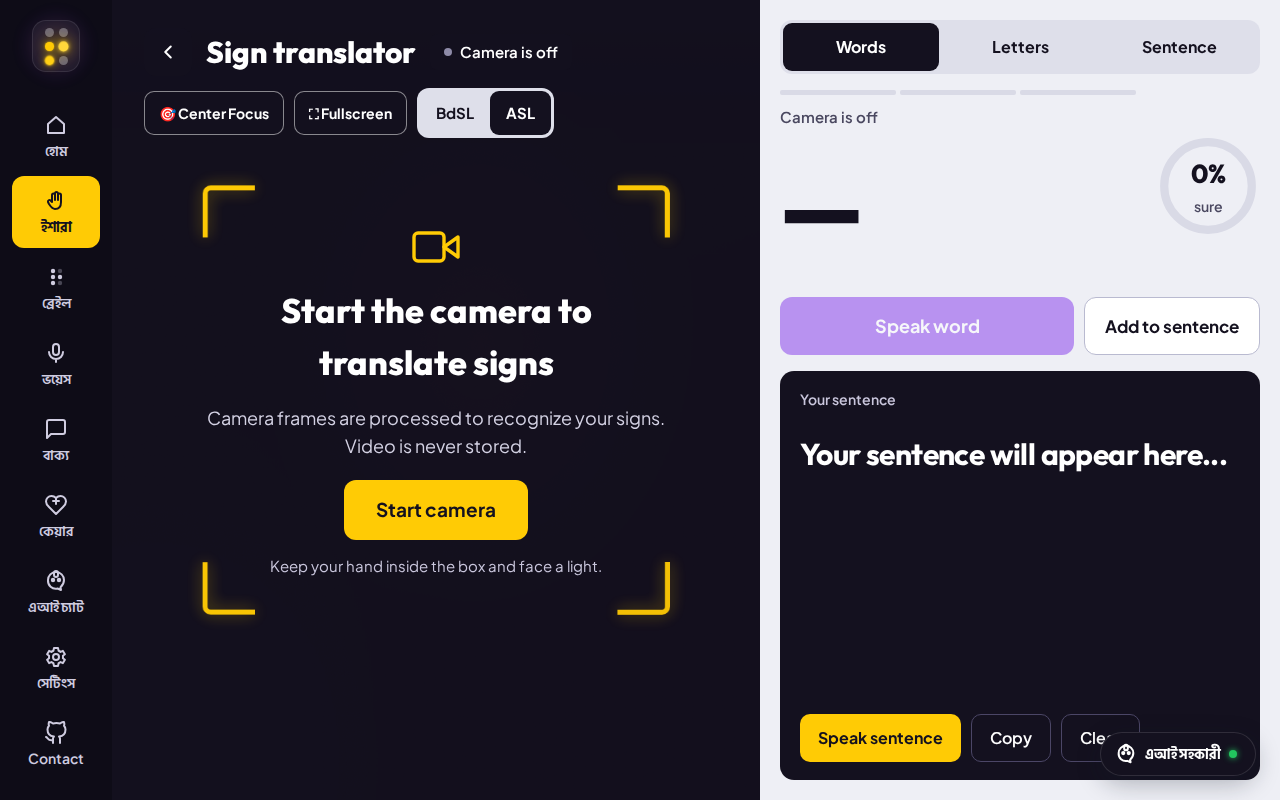 হোম
ইশারা
ব্রেইল
ভয়েস
বাক্য
কেয়ার
এআই চ্যাট
সেটিংস
Contact
Sign translator
Camera is off
Center Focus
Fullscreen
BdSL
ASL
Start the camera to
translate signs
Camera frames are processed to recognize your signs.
Video is never stored.
Start camera
Keep your hand inside the box and face a light.
Words
Letters
Sentence
Camera is off
0%
sure
Speak word
Add to sentence
Your sentence
Your sentence will appear here...
Speak sentence
Copy
এআই সহকারী